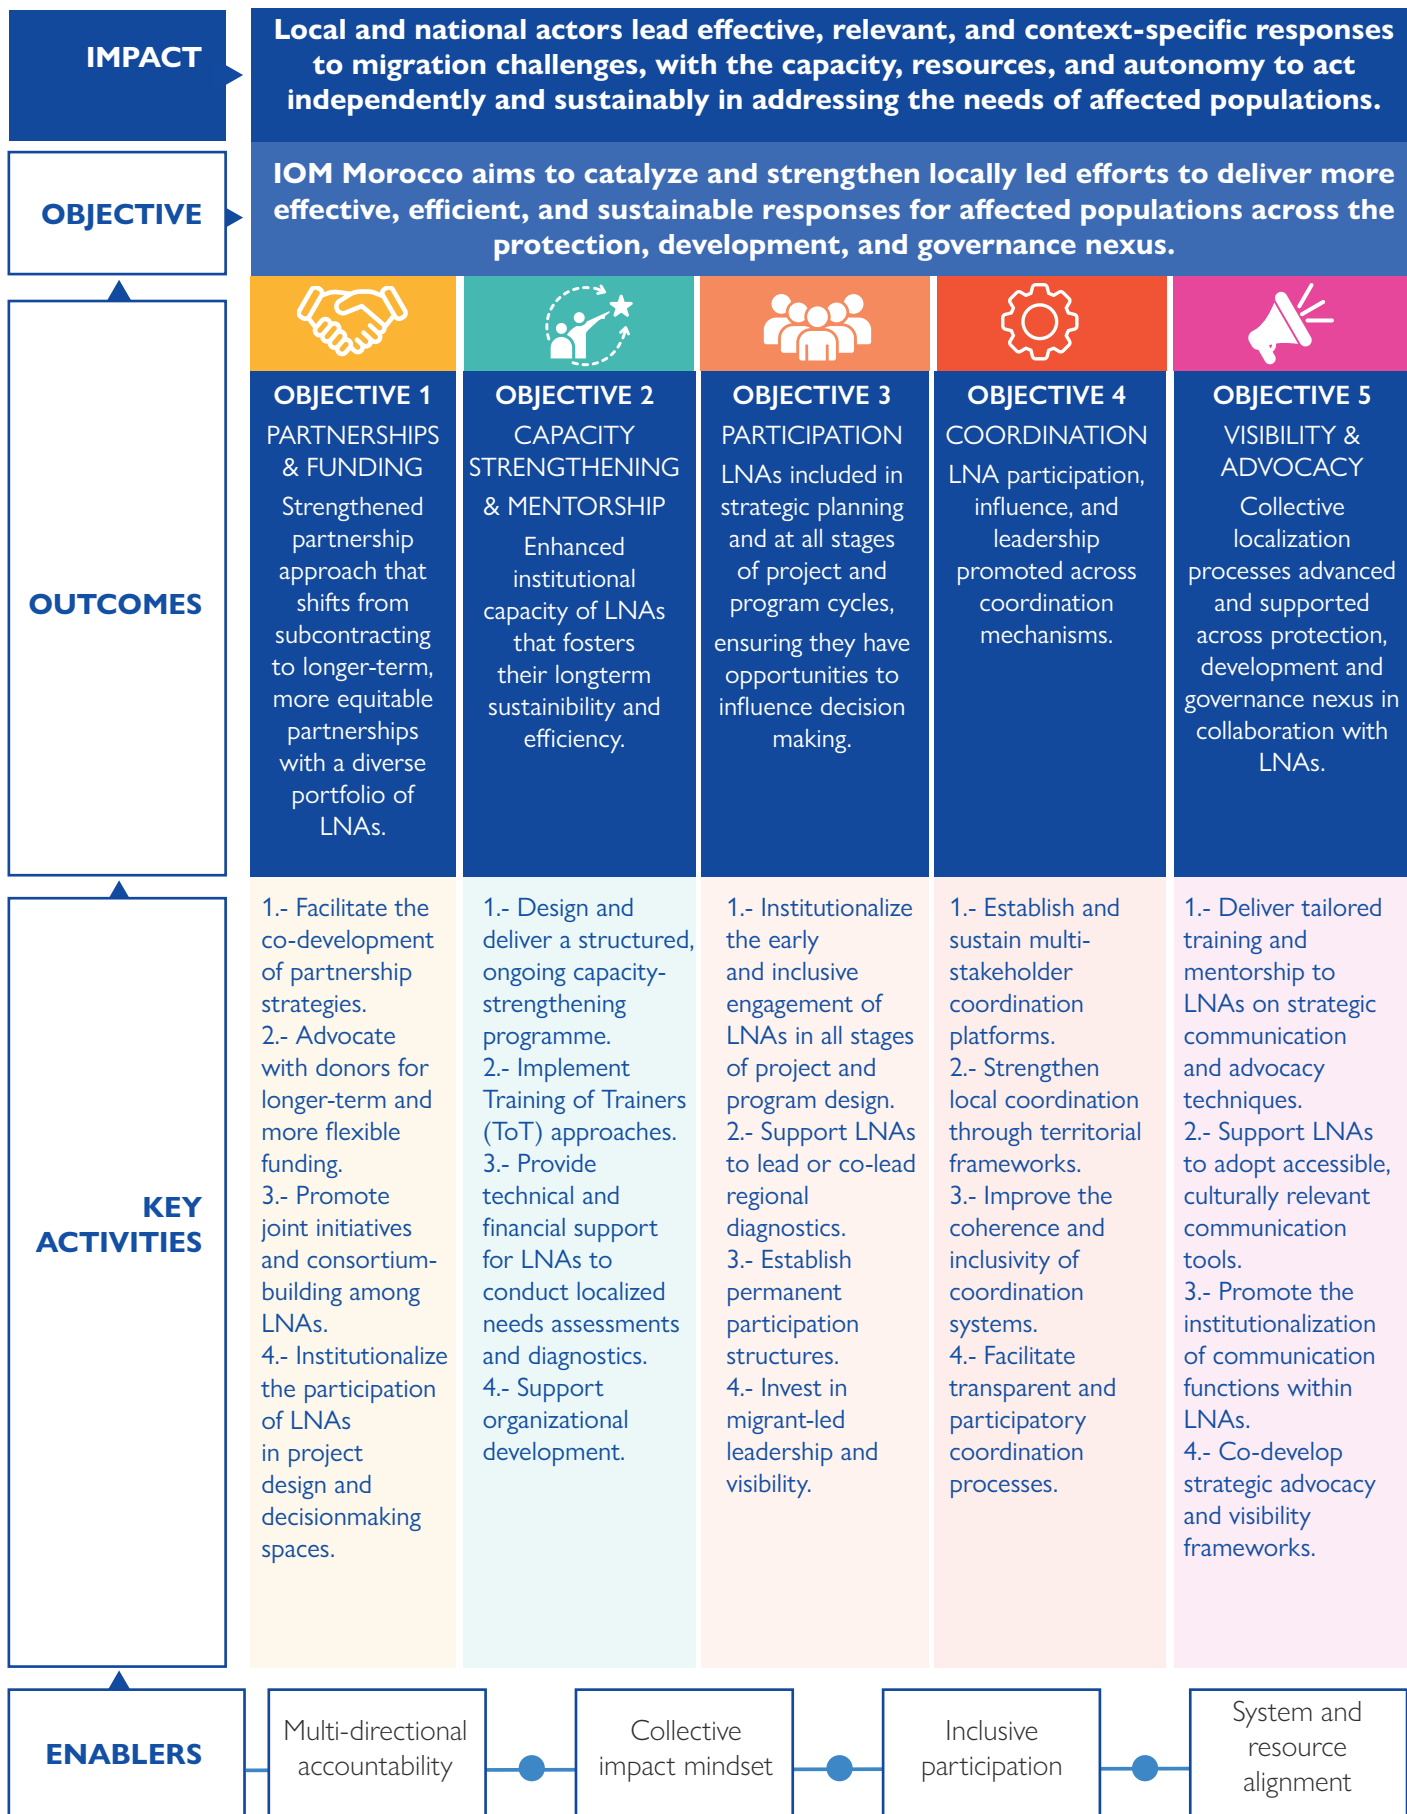 IMPACT
Local and national actors lead effective, relevant, and context-specific responses
to migration challenges, with the capacity, resources, and autonomy to act
independently and sustainably in addressing the needs of affected populations.
OBJECTIVE
IOM Morocco aims to catalyze and strengthen locally led efforts to deliver more
effective, efficient, and sustainable responses for affected populations across the
protection, development, and governance nexus.
OUTCOMES
OBJECTIVE 1
PARTNERSHIPS
& FUNDING
Strengthened
partnership
approach that
shifts from
subcontracting
to longer-term,
more equitable
partnerships
with a diverse
portfolio of
LNAs.
OBJECTIVE 2
CAPACITY
STRENGTHENING
& MENTORSHIP
Enhanced
institutional
capacity of LNAs
that fosters
their longterm
sustainibility and
efficiency.
OBJECTIVE 3
PARTICIPATION
LNAs included in
strategic planning
and at all stages
of project and
program cycles,
ensuring they have
opportunities to
influence decision
making.
OBJECTIVE 4
COORDINATION
LNA participation,
influence, and
leadership
promoted across
coordination
mechanisms.
OBJECTIVE 5
VISIBILITY &
ADVOCACY
Collective
localization
processes advanced
and supported
across protection,
development and
governance nexus in
collaboration with
LNAs.
KEY
ACTIVITIES
1.- Facilitate the
co-development
of partnership
strategies.
2.- Advocate
with donors for
longer-term and
more flexible
funding.
3.- Promote
joint initiatives
and consortium-
building among
LNAs.
4.- Institutionalize
the participation
of LNAs
in project
design and
decisionmaking
spaces.
1.- Design and
deliver a structured,
ongoing capacity-
strengthening
programme.
2.- Implement
Training of Trainers
(ToT) approaches.
3.- Provide
technical and
financial support
for LNAs to
conduct localized
needs assessments
and diagnostics.
4.- Support
organizational
development.
1.- Institutionalize
the early
and inclusive
engagement of
LNAs in all stages
of project and
program design.
2.- Support LNAs
to lead or co-lead
regional
diagnostics.
3.- Establish
permanent
participation
structures.
4.- Invest in
migrant-led
leadership and
visibility.
1.- Establish and
sustain multi-
stakeholder
coordination
platforms.
2.- Strengthen
local coordination
through territorial
frameworks.
3.- Improve the
coherence and
inclusivity of
coordination
systems.
4.- Facilitate
transparent and
participatory
coordination
processes.
1.- Deliver tailored
training and
mentorship to
LNAs on strategic
communication
and advocacy
techniques.
2.- Support LNAs
to adopt accessible,
culturally relevant
communication
tools.
3.- Promote the
institutionalization
of communication
functions within
LNAs.
4.- Co-develop
strategic advocacy
and visibility
frameworks.
ENABLERS
Multi-directional
accountability
Collective
impact mindset
Inclusive
participation
System and
resource
alignment